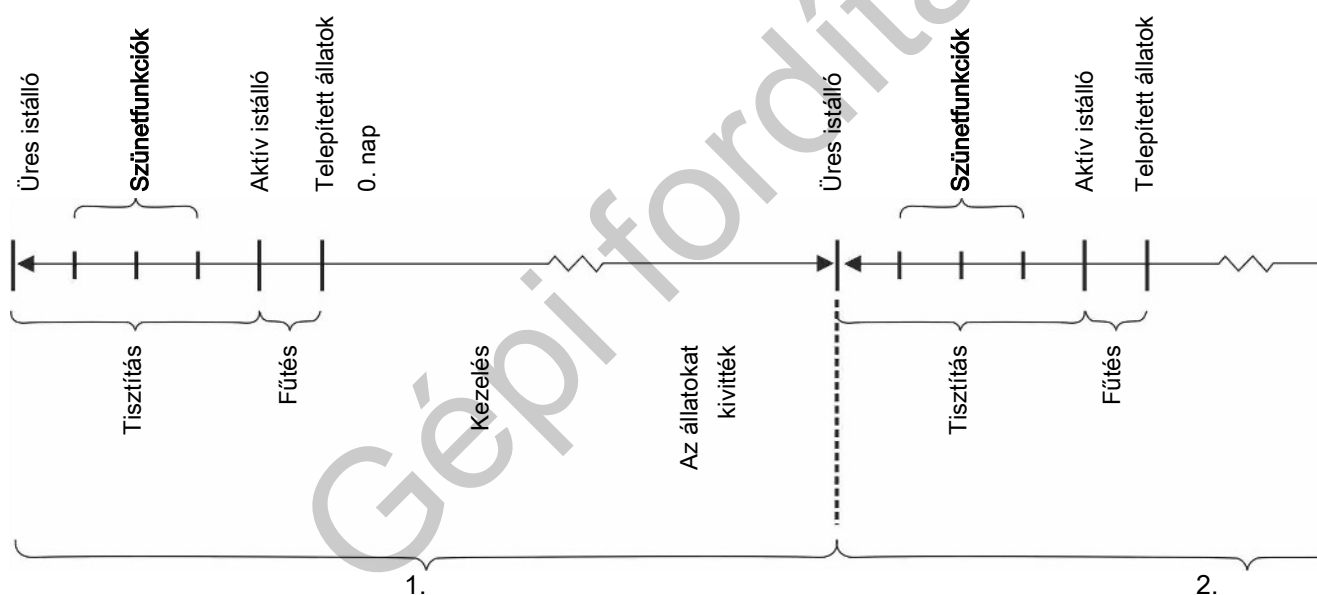 Üres istálló
Szünetfunkciók
Aktív istálló
Telepített állatok
0. nap
Üres istálló
Szünetfunkciók
Aktív istálló
Telepített állatok
Tisztítás
Fűtés
Kezelés
Az állatokat
kivitték
Tisztítás
Fűtés
1.
2.
Gépi fordítá